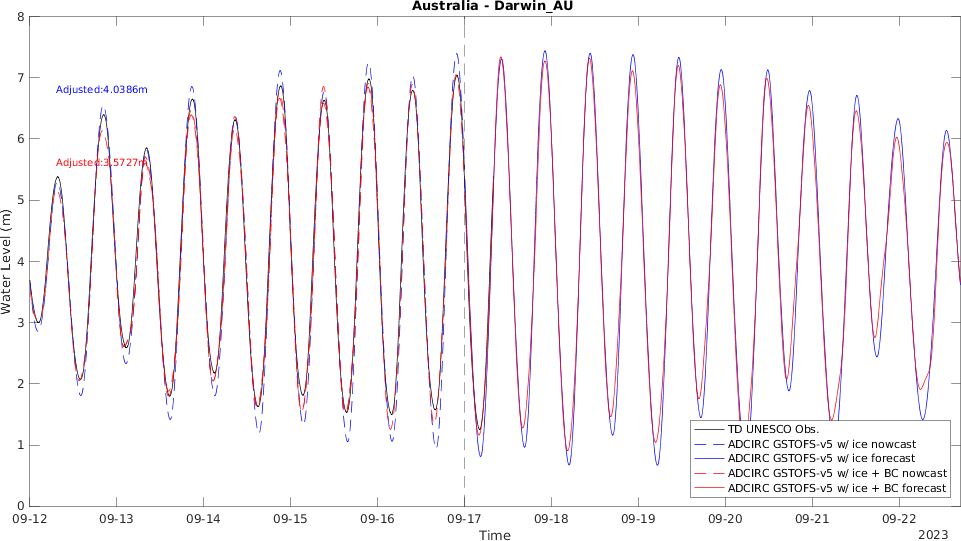 Australia - Darwin_AU
8
7
6
5
4
3
2
1
0
Water Level (m)
Adjusted:4.0386m
Adjusted:3.5727m
TD UNESCO Obs.
ADCIRC GSTOFS-v5 w/ ice nowcast
ADCIRC GSTOFS-v5 w/ ice forecast
ADCIRC GSTOFS-v5 w/ ice + BC nowcast
ADCIRC GSTOFS-v5 w/ ice + BC forecast
09-12 09-13 09-14 09-15 09-16 09-17 09-18 09-19 09-20 09-21 09-22
Time
2023